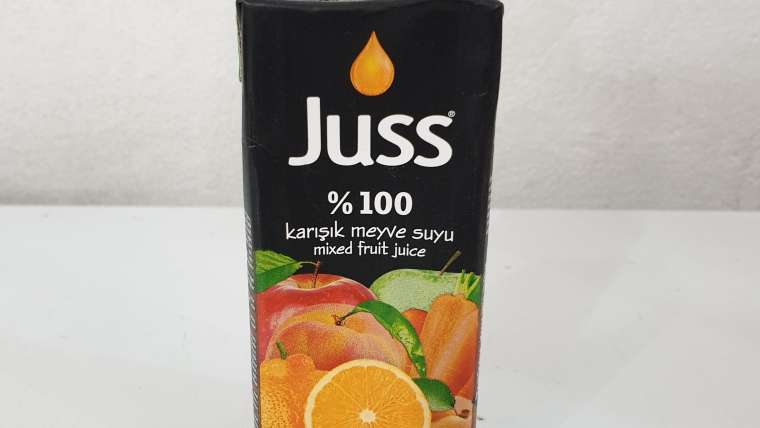 Juss®
% 100
karışık meyve suyu
mixed fruit juice